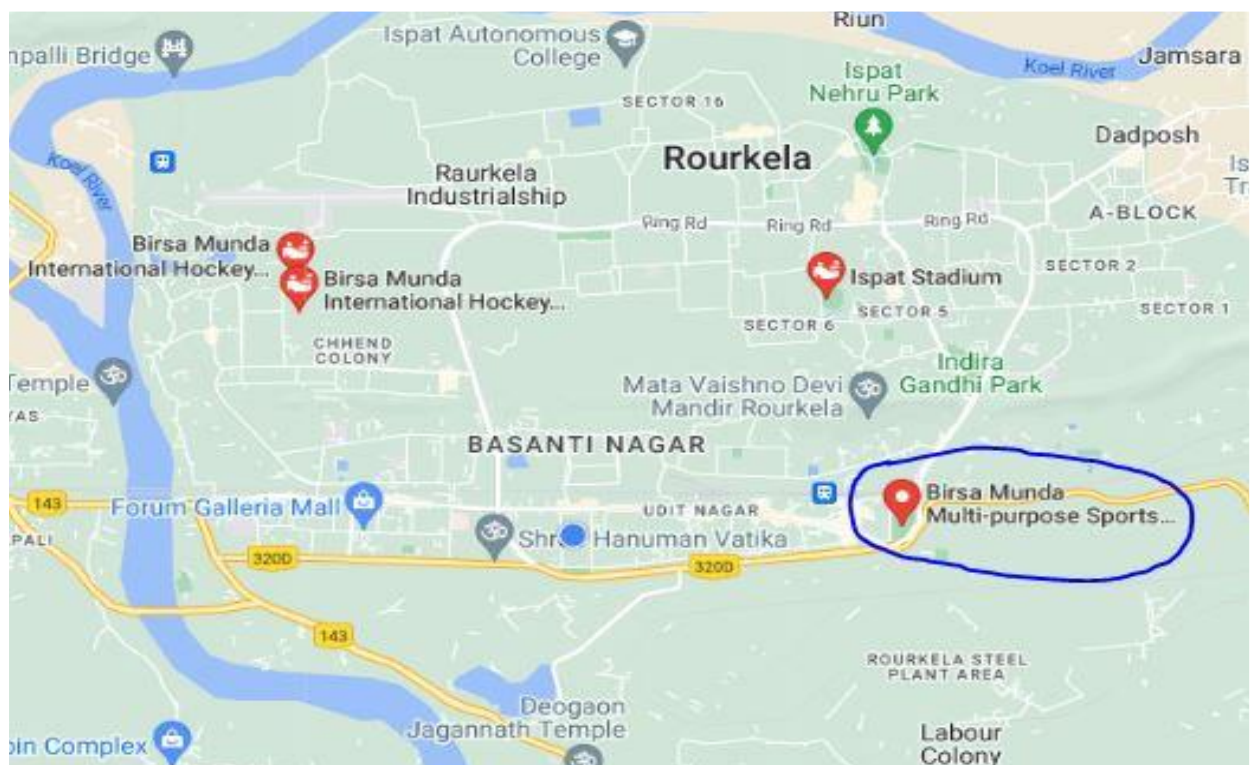 Riun
npalli Bridge
Ispat Autonomous
College
Jamsara
Koel River
Ispat
Nehru Park
SECTOR 16
Dadposh
Rourkela
Koel River
Raurkela
Industrialship
Is
Tr
A-BLOCK
Ring Rd
Ring Rd
Ring Rd
Birsa Munda
International Hockey...
Birsa Munda
International Hockey...
Ispat Stadium
SECTOR 2
SECTOR 1
SECTOR 5
SECTOR 6
CHHEND
COLONY
Indira
Gandhi Park
Temple
YAS
Mata Vaishno Devi
Mandir Rourkela
BASANTI NAGAR
143
Forum Galleria Mall
UDIT NAGAR
Birsa Munda
Multi-purpose Sports...
PALI
Hanuman Vatika
320D
320D
143
ROURKELA STEEL
PLANT AREA
Deogaon
Jagannath Temple
Labour
Colony
oin Complex